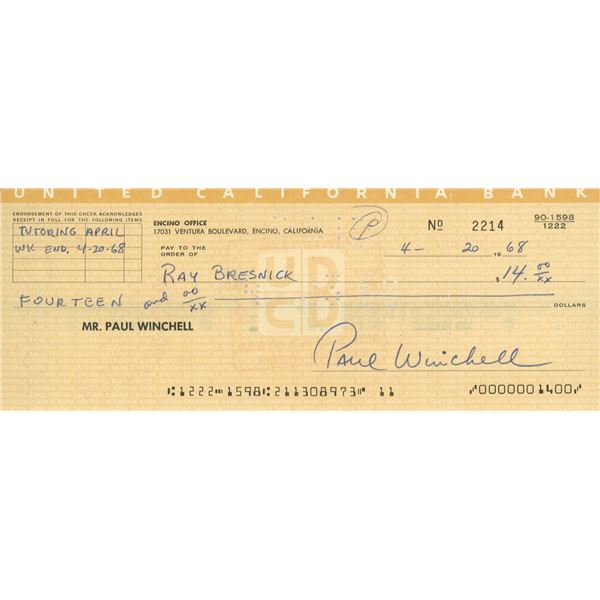 UNITED CALIFORNIA BANK
ENDORSEMENT OF THIS CHECK ACKNOWLEDGES
RECEIPT IN FULL FOR THE FOLLOWING ITEMS
TUTORING APRIL
WK END. 4-20-68
ENCINO OFFICE
17031 VENTURA BOULEVARD, ENCINO, CALIFORNIA
P
No 2214
90-1598
1222
4- 20 1968
PAY TO THE
ORDER OF
RAY BRESNICK
$14. 00/XX
FOURTEEN and 00/XX
DOLLARS
MR. PAUL WINCHELL
Paul Winchell
⑆1222⑉1598⑆211308973⑈ 11 ⑈0000001400⑈